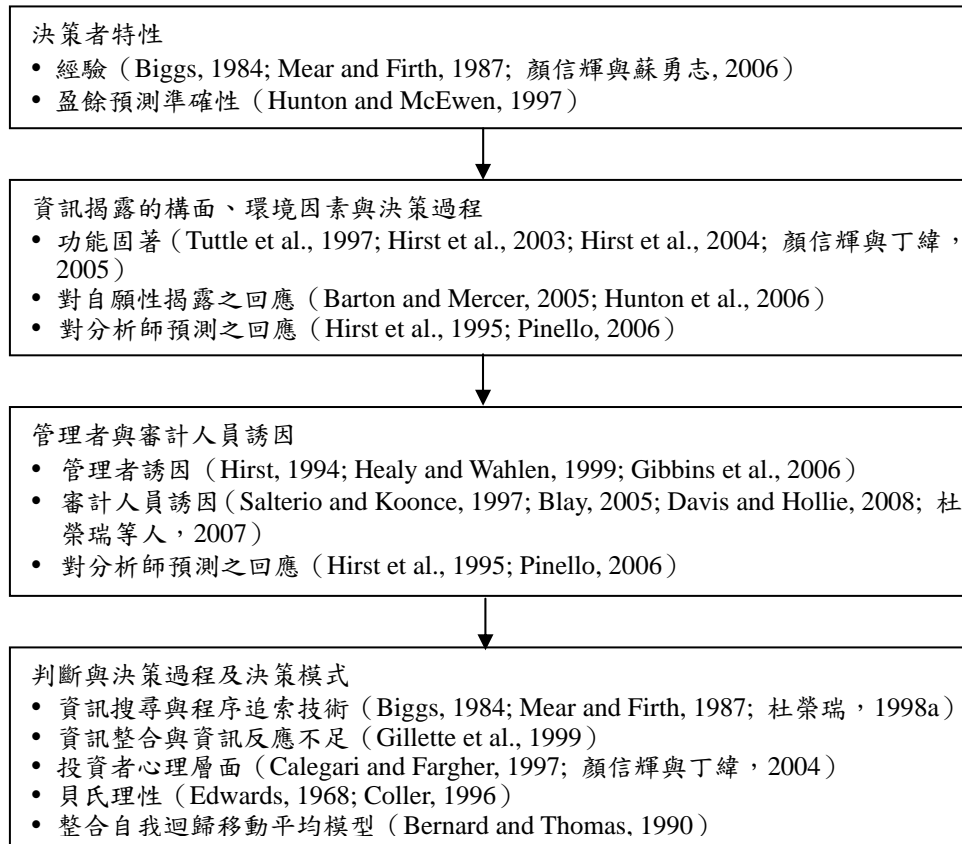 決策者特性
• 經驗（Biggs, 1984; Mear and Firth, 1987; 顏信輝與蘇勇志, 2006）
• 盈餘預測準確性（Hunton and McEwen, 1997）
資訊揭露的構面、環境因素與決策過程
• 功能固著（Tuttle et al., 1997; Hirst et al., 2003; Hirst et al., 2004; 顏信輝與丁緯，
2005）
• 對自願性揭露之回應（Barton and Mercer, 2005; Hunton et al., 2006）
• 對分析師預測之回應（Hirst et al., 1995; Pinello, 2006）
管理者與審計人員誘因
• 管理者誘因（Hirst, 1994; Healy and Wahlen, 1999; Gibbins et al., 2006）
• 審計人員誘因（Salterio and Koonce, 1997; Blay, 2005; Davis and Hollie, 2008; 杜
榮瑞等人，2007）
• 對分析師預測之回應（Hirst et al., 1995; Pinello, 2006）
判斷與決策過程及決策模式
• 資訊搜尋與程序追索技術（Biggs, 1984; Mear and Firth, 1987; 杜榮瑞，1998a）
• 資訊整合與資訊反應不足（Gillette et al., 1999）
• 投資者心理層面（Calegari and Fargher, 1997; 顏信輝與丁緯，2004）
• 貝氏理性（Edwards, 1968; Coller, 1996）
• 整合自我迴歸移動平均模型（Bernard and Thomas, 1990）